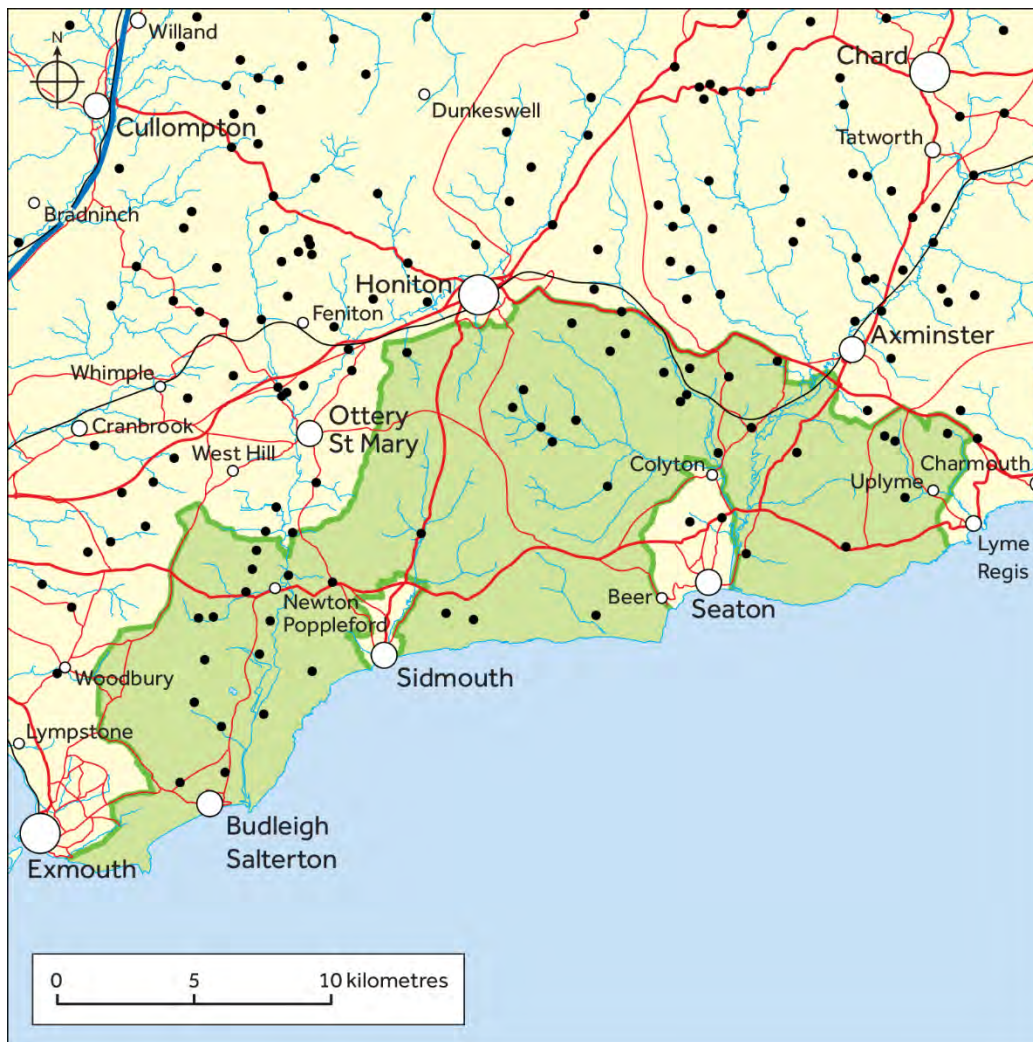 Willand
N
Chard
Dunkeswell
Cullompton
Tatworth
Bradninch
Honiton
Feniton
Axminster
Whimple
Ottery
St Mary
Cranbrook
West Hill
Colyton
Charmouth
Uplyme
Lyme
Regis
Beer
Seaton
Newton
Poppleford
Woodbury
Sidmouth
Lympstone
Budleigh
Salterton
Exmouth
0 5 10 kilometres